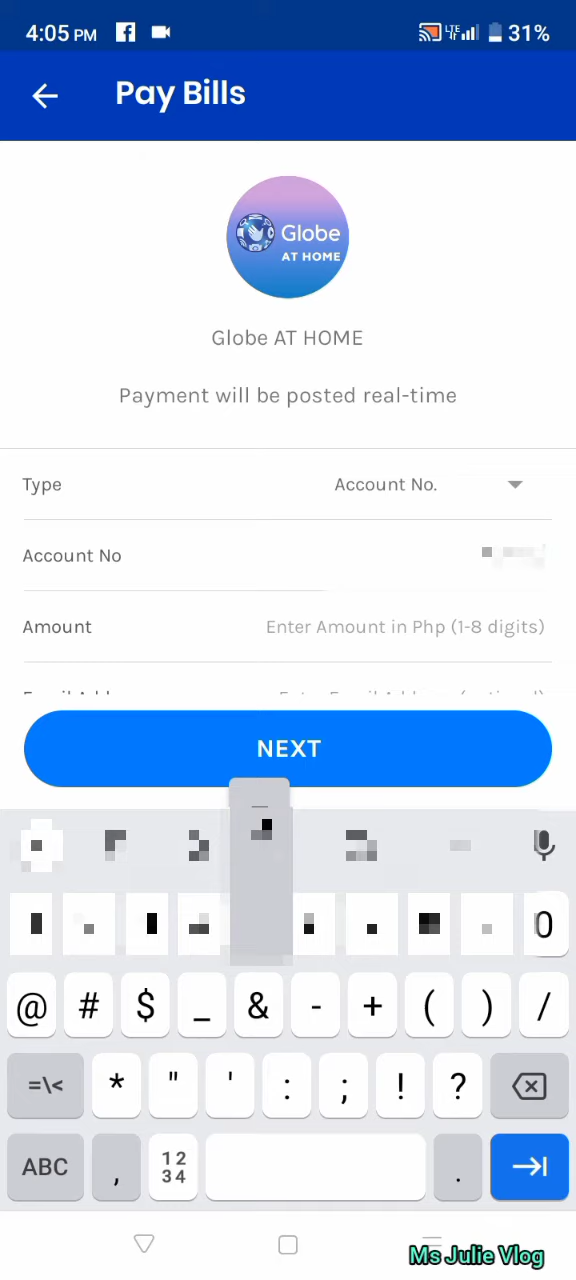 4:05 PM 31%
Pay Bills
Globe
AT HOME
Globe AT HOME
Payment will be posted real-time
Type Account No.
Account No
Amount Enter Amount in Php (1-8 digits)
NEXT
0
@ # $ _ & - + ( ) /
=\< * " ' : ; ! ?
ABC , 12 34 .
Ms Julie Vlog